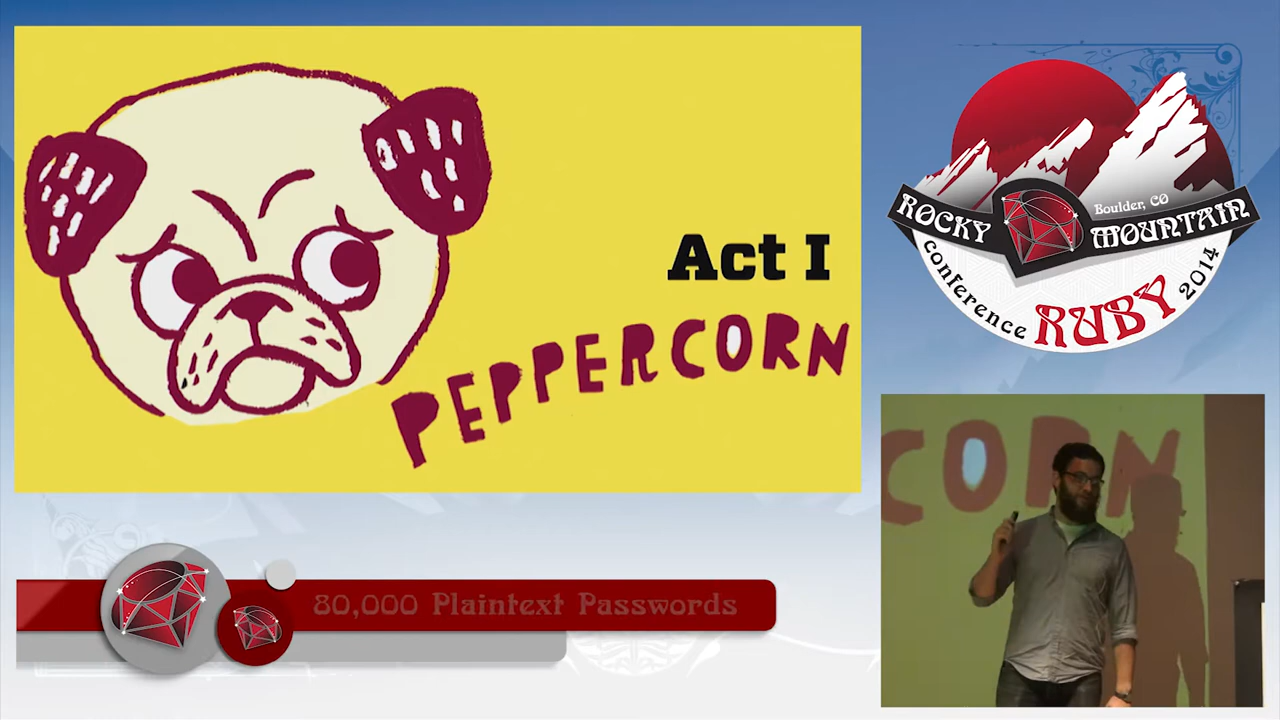 Act I
PEPPERCORN
Boulder, CO
ROCKY MOUNTAIN
conference RUBY 2014
CORN
80,000 Plaintext Passwords